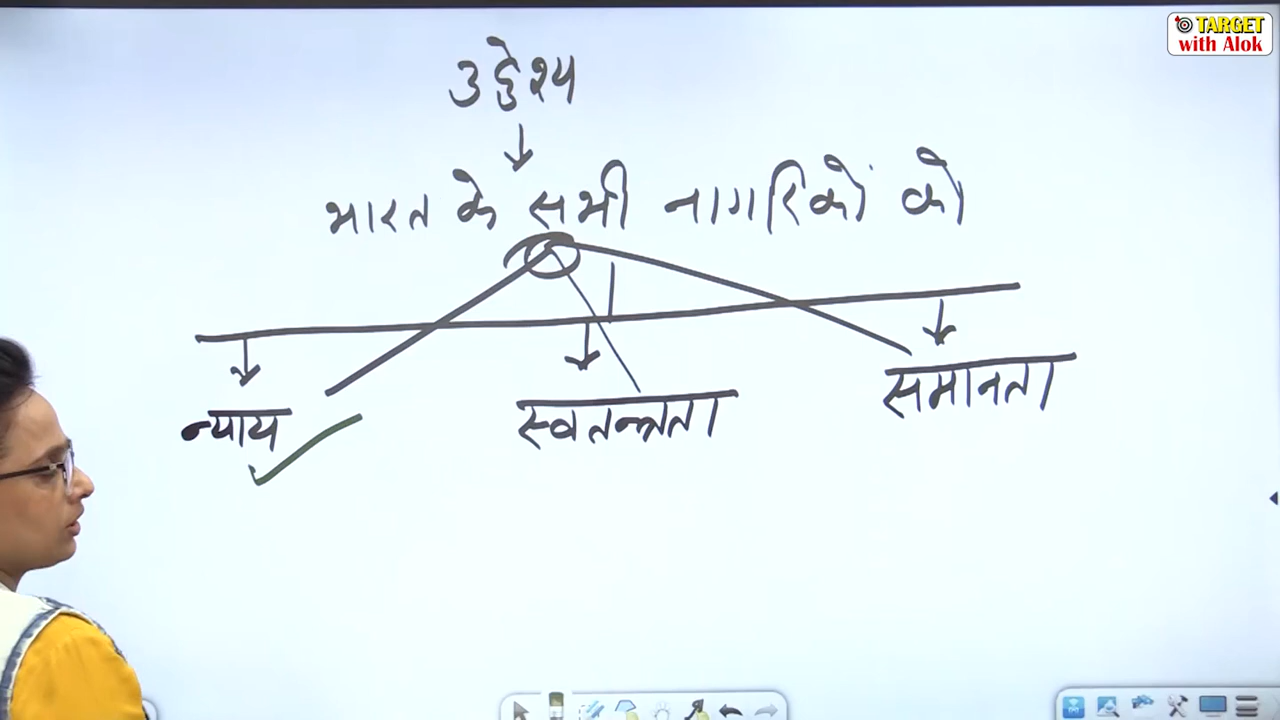 TARGET
with Alok
उद्देश्य
भारत के सभी नागरिकों को
न्याय
स्वतन्त्रता
समानता